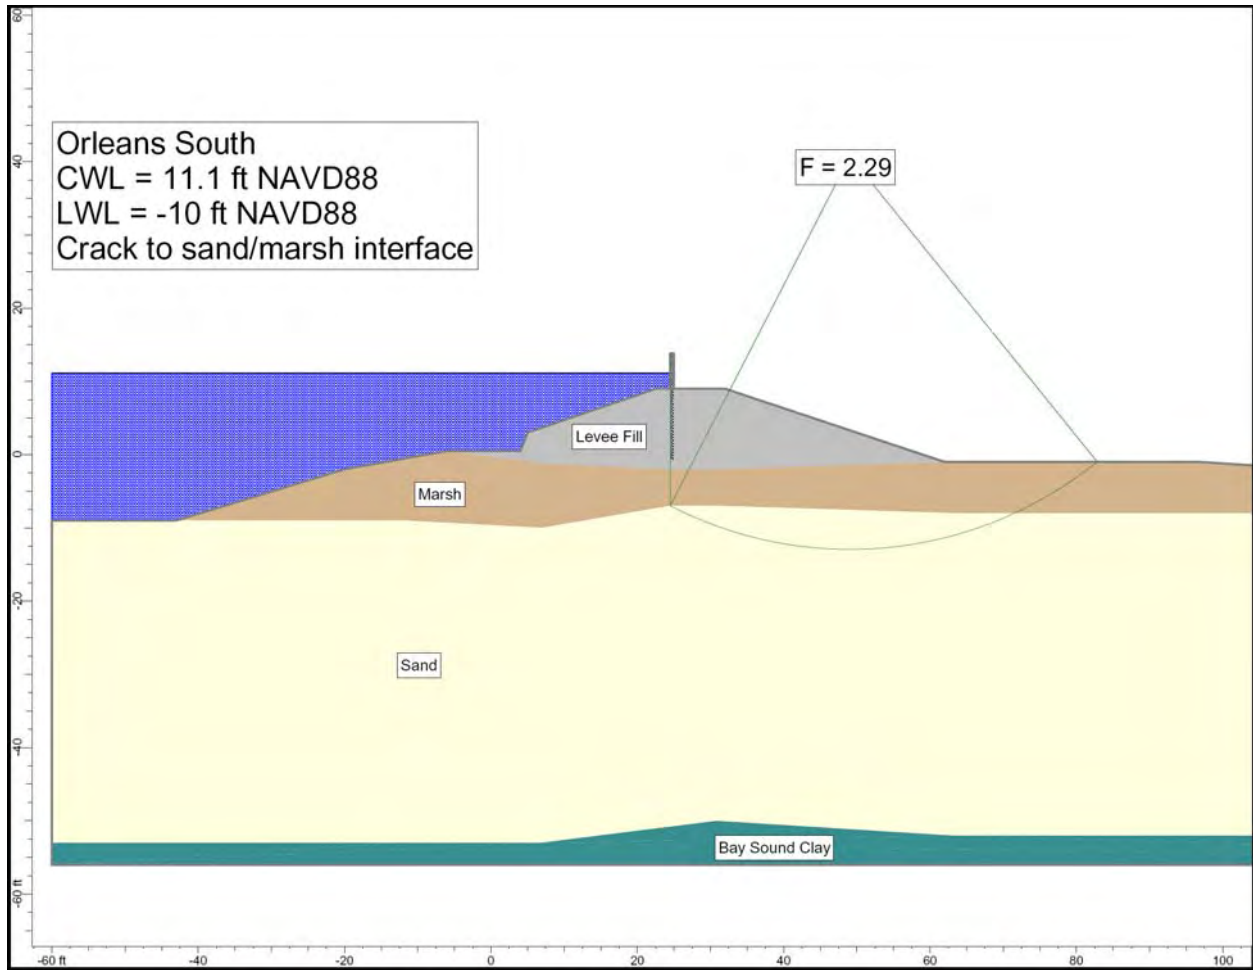 60
40
20
0
-20
-40
-60 ft
Orleans South
CWL = 11.1 ft NAVD88
LWL = -10 ft NAVD88
Crack to sand/marsh interface
F = 2.29
Levee Fill
Marsh
Sand
Bay Sound Clay
-60 ft
-40
-20
0
20
40
60
80
100